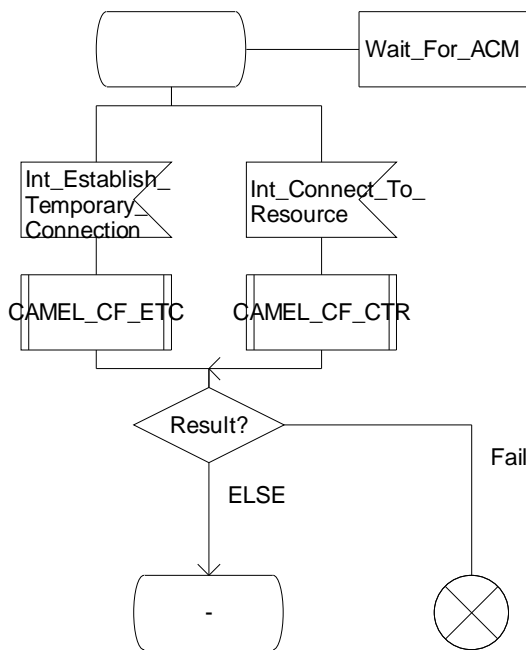 Wait_For_ACM
Int_Establish_
Temporary_
Connection
Int_Connect_To_
Resource
CAMEL_CF_ETC
CAMEL_CF_CTR
Result?
Fail
ELSE
-